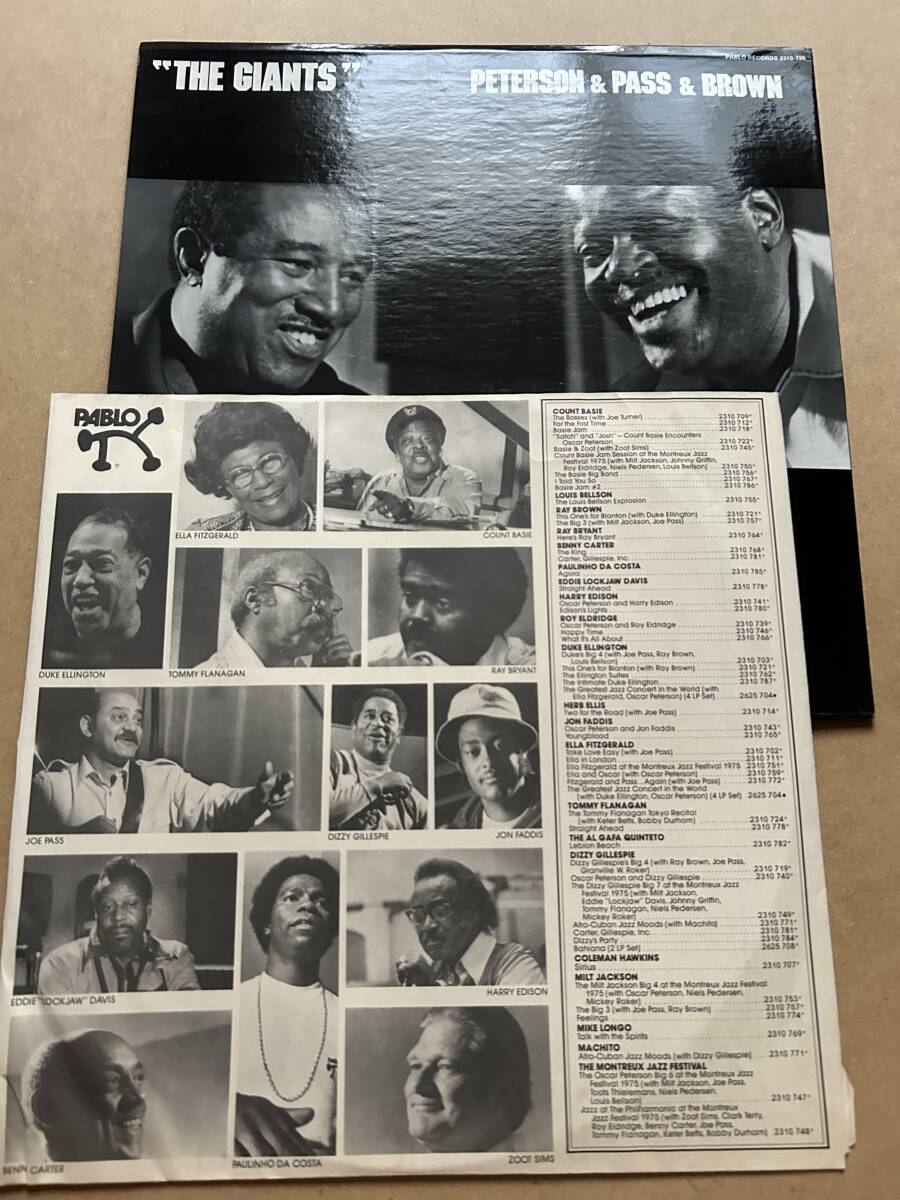 PABLO RECORDS 2310-796
"THE GIANTS"
PETERSON & PASS & BROWN
PABLO
ELLA FITZGERALD
COUNT BASIE
DUKE ELLINGTON
TOMMY FLANAGAN
RAY BRYANT
JOE PASS
DIZZY GILLESPIE
JON FADDIS
EDDIE "LOCKJAW" DAVIS
HARRY EDISON
BENN CARTER
PAULINHO DA COSTA
ZOOT SIMS
COUNT BASIE
The Bosses (with Joe Turner) 2310 709*
For the First Time 2310 712*
Basie Jam 2310 718*
"Satch" and "Josh"—Count Basie Encounters
Oscar Peterson 2310 722*
Basie & Zoot (with Zoot Sims) 2310 745*
Count Basie Jam Session at the Montreux Jazz
Festival 1975 (with Milt Jackson, Johnny Griffin,
Roy Eldridge, Niels Pedersen, Louis Bellson) 2310 750*
The Basie Big Band 2310 756*
I Told You So 2310 767*
Basie Jam #2 2310 786*
LOUIS BELLSON
The Louis Bellson Explosion 2310 755*
RAY BROWN
This One's for Blanton (with Duke Ellington) 2310 721*
The Big 3 (with Milt Jackson, Joe Pass) 2310 757*
RAY BRYANT
Here's Ray Bryant 2310 764*
BENNY CARTER
The King 2310 768*
Carter, Gillespie, Inc. 2310 781*
PAULINHO DA COSTA
Agora 2310 785*
EDDIE LOCKJAW DAVIS
Straight Ahead 2310 778*
HARRY EDISON
Oscar Peterson and Harry Edison 2310 741*
Edison's Lights 2310 780*
ROY ELDRIDGE
Oscar Peterson and Roy Eldridge 2310 739*
Happy Time 2310 746*
What It's All About 2310 766*
DUKE ELLINGTON
Duke's Big 4 (with Joe Pass, Ray Brown,
Louis Bellson) 2310 703*
This One's for Blanton (with Ray Brown) 2310 721*
The Ellington Suites 2310 762*
The Intimate Duke Ellington 2310 787*
The Greatest Jazz Concert in the World (with
Ella Fitzgerald, Oscar Peterson) (4 LP Set) 2625 704●
HERB ELLIS
Two for the Road (with Joe Pass) 2310 714*
JON FADDIS
Oscar Peterson and Jon Faddis 2310 743*
Youngblood 2310 765*
ELLA FITZGERALD
Take Love Easy (with Joe Pass) 2310 702*
Ella in London 2310 711*
Ella Fitzgerald at the Montreux Jazz Festival 1975 2310 751*
Ella and Oscar (with Oscar Peterson) 2310 759*
Fitzgerald and Pass...Again (with Joe Pass) 2310 772*
The Greatest Jazz Concert in the World
(with Duke Ellington, Oscar Peterson) (4 LP Set) 2625 704●
TOMMY FLANAGAN
The Tommy Flanagan Tokyo Recital
(with Keter Betts, Bobby Durham) 2310 724*
Straight Ahead 2310 778*
THE AL GAFA QUINTETO
Leblon Beach 2310 782*
DIZZY GILLESPIE
Dizzy Gillespie's Big 4 (with Ray Brown, Joe Pass,
Granville W. Roker) 2310 719*
Oscar Peterson and Dizzy Gillespie 2310 740*
The Dizzy Gillespie Big 7 at the Montreux Jazz
Festival 1975 (with Milt Jackson,
Eddie "Lockjaw" Davis, Johnny Griffin,
Tommy Flanagan, Niels Pedersen,
Mickey Roker) 2310 749*
Afro-Cuban Jazz Moods (with Machito) 2310 771*
Carter, Gillespie, Inc. 2310 781*
Dizzy's Party 2310 784*
Bahiana (2 LP Set) 2625 708*
COLEMAN HAWKINS
Sirius 2310 707*
MILT JACKSON
The Milt Jackson Big 4 at the Montreux Jazz Festival
1975 (with Oscar Peterson, Niels Pedersen,
Mickey Roker) 2310 753*
The Big 3 (with Joe Pass, Ray Brown) 2310 757*
Feelings 2310 774*
MIKE LONGO
Talk with the Spirits 2310 769*
MACHITO
Afro-Cuban Jazz Moods (with Dizzy Gillespie) 2310 771*
THE MONTREUX JAZZ FESTIVAL
The Oscar Peterson Big 6 at the Montreux Jazz
Festival 1975 (with Milt Jackson, Joe Pass,
Toots Thielemans, Niels Pedersen,
Louis Bellson) 2310 747*
Jazz at The Philharmonic at the Montreux
Jazz Festival 1975 (with Zoot Sims, Clark Terry,
Roy Eldridge, Benny Carter, Joe Pass,
Tommy Flanagan, Keter Betts, Bobby Durham) 2310 748*